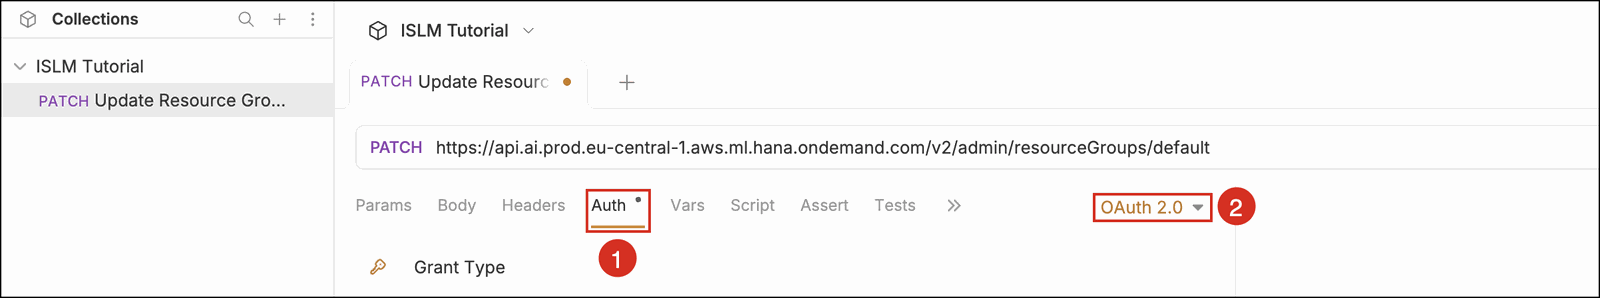 Collections
ISLM Tutorial
PATCH Update Resource Gro...
ISLM Tutorial
PATCH Update Resourc
PATCH https://api.ai.prod.eu-central-1.aws.ml.hana.ondemand.com/v2/admin/resourceGroups/default
Params Body Headers Auth Vars Script Assert Tests OAuth 2.0 2
1
Grant Type